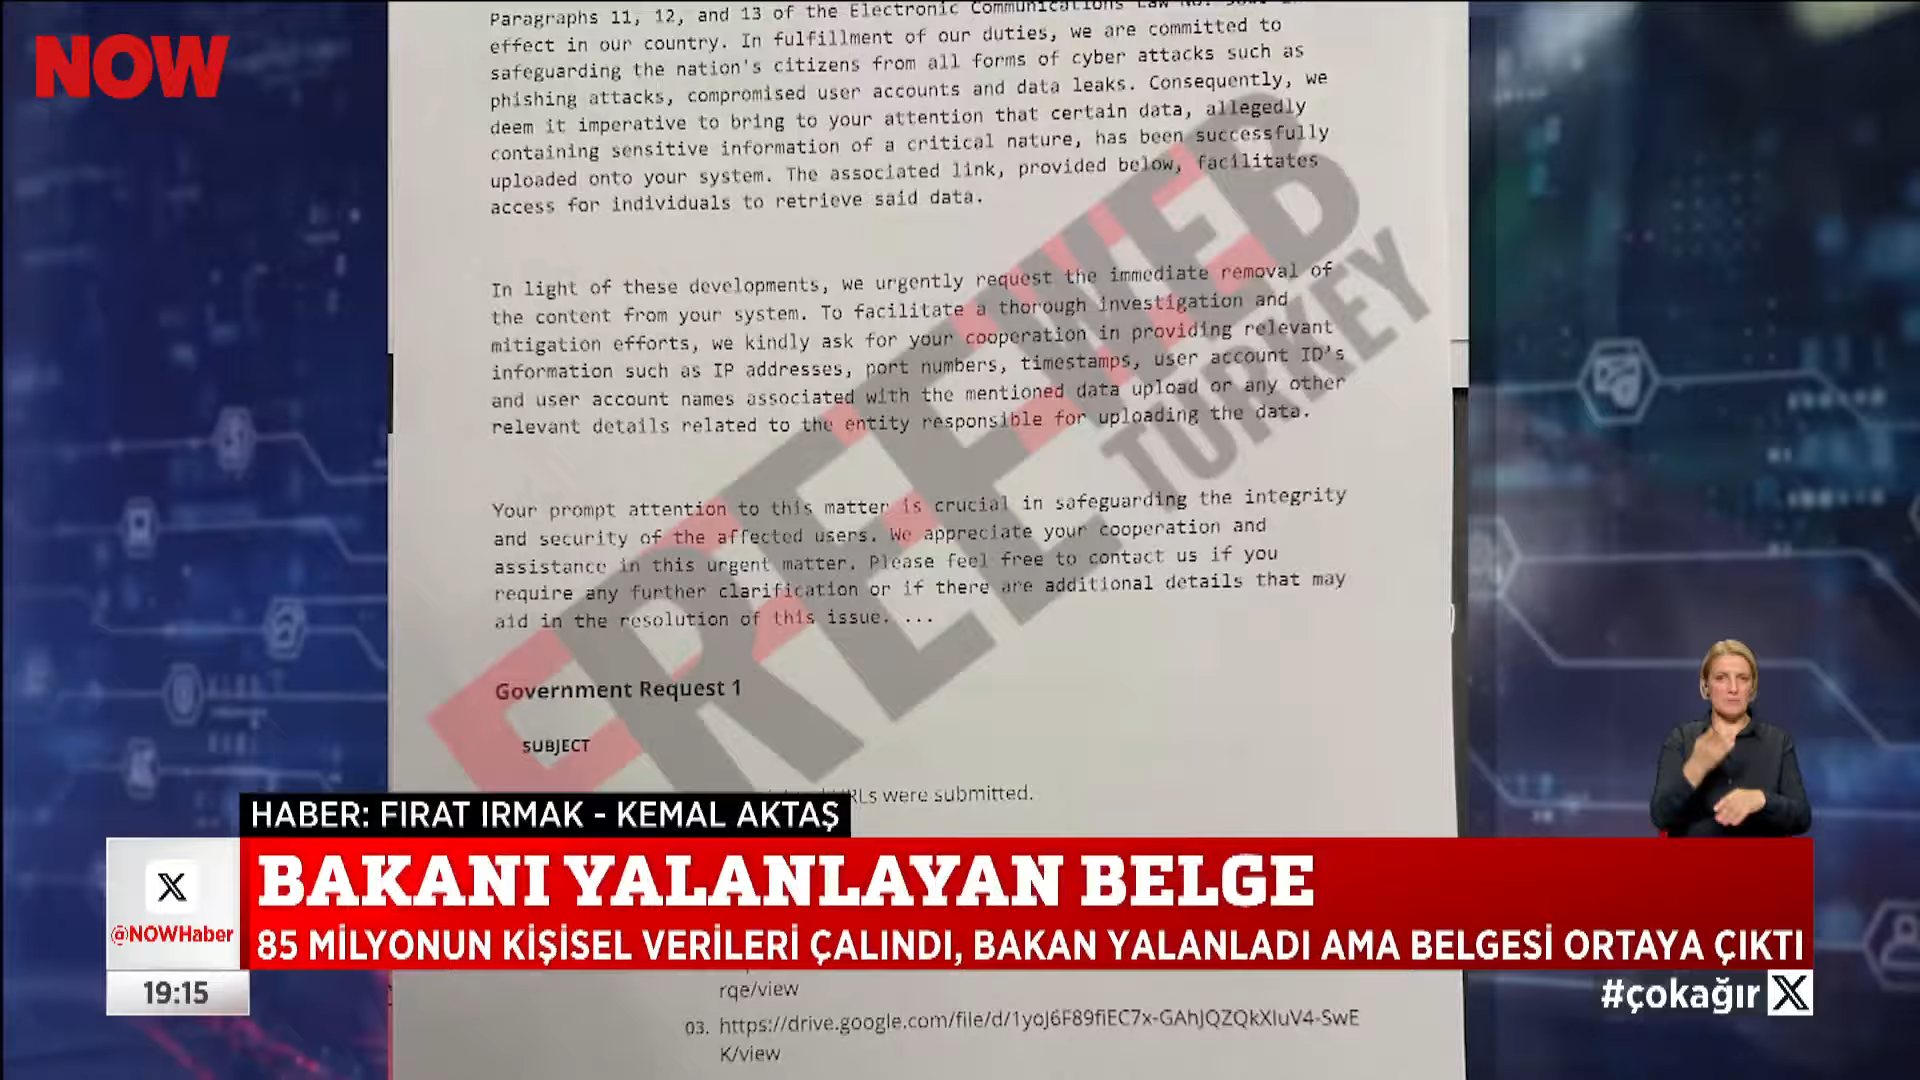 NOW
Paragraphs 11, 12, and 13 of the Electronic Communications Law No.
effect in our country. In fulfillment of our duties, we are committed to
safeguarding the nation's citizens from all forms of cyber attacks such as
phishing attacks, compromised user accounts and data leaks. Consequently, we
deem it imperative to bring to your attention that certain data, allegedly
containing sensitive information of a critical nature, has been successfully
uploaded onto your system. The associated link, provided below, facilitates
access for individuals to retrieve said data.
In light of these developments, we urgently request the immediate removal of
the content from your system. To facilitate a thorough investigation and
mitigation efforts, we kindly ask for your cooperation in providing relevant
information such as IP addresses, port numbers, timestamps, user account ID's
and user account names associated with the mentioned data upload or any other
relevant details related to the entity responsible for uploading the data.
Your prompt attention to this matter is crucial in safeguarding the integrity
and security of the affected users. We appreciate your cooperation and
assistance in this urgent matter. Please feel free to contact us if you
require any further clarification or if there are additional details that may
aid in the resolution of this issue. ...
FREEWEB
TURKEY
Government Request 1
SUBJECT
URLs were submitted.
HABER: FIRAT IRMAK - KEMAL AKTAŞ
BAKANI YALANLAYAN BELGE
@NOWHaber
85 MİLYONUN KİŞİSEL VERİLERİ ÇALINDI, BAKAN YALANLADI AMA BELGESİ ORTAYA ÇIKTI
19:15
#çokağır X
rqe/view
03. https://drive.google.com/file/d/1yoJ6F89fiEC7x-GAhJQZQkXluV4-SwE
K/view